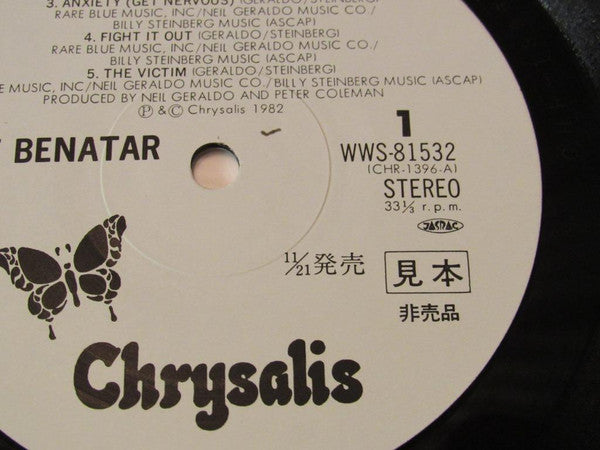 3. ANXIETY (GET NERVOUS) (GERALDO/STEINBERG)
RARE BLUE MUSIC, INC/NEIL GERALDO MUSIC CO./
BILLY STEINBERG MUSIC (ASCAP)
4. FIGHT IT OUT (GERALDO/STEINBERG)
RARE BLUE MUSIC, INC/NEIL GERALDO MUSIC CO./
BILLY STEINBERG MUSIC (ASCAP)
5. THE VICTIM (GERALDO/STEINBERG)
MUSIC, INC/NEIL GERALDO MUSIC CO./BILLY STEINBERG MUSIC (ASCAP)
PRODUCED BY NEIL GERALDO AND PETER COLEMAN
Ⓟ & © Chrysalis 1982
BENATAR
1
WWS-81532
(CHR-1396-A)
STEREO
33⅓ r.p.m.
JASRAC
11/21発売
見本
非売品
Chrysalis